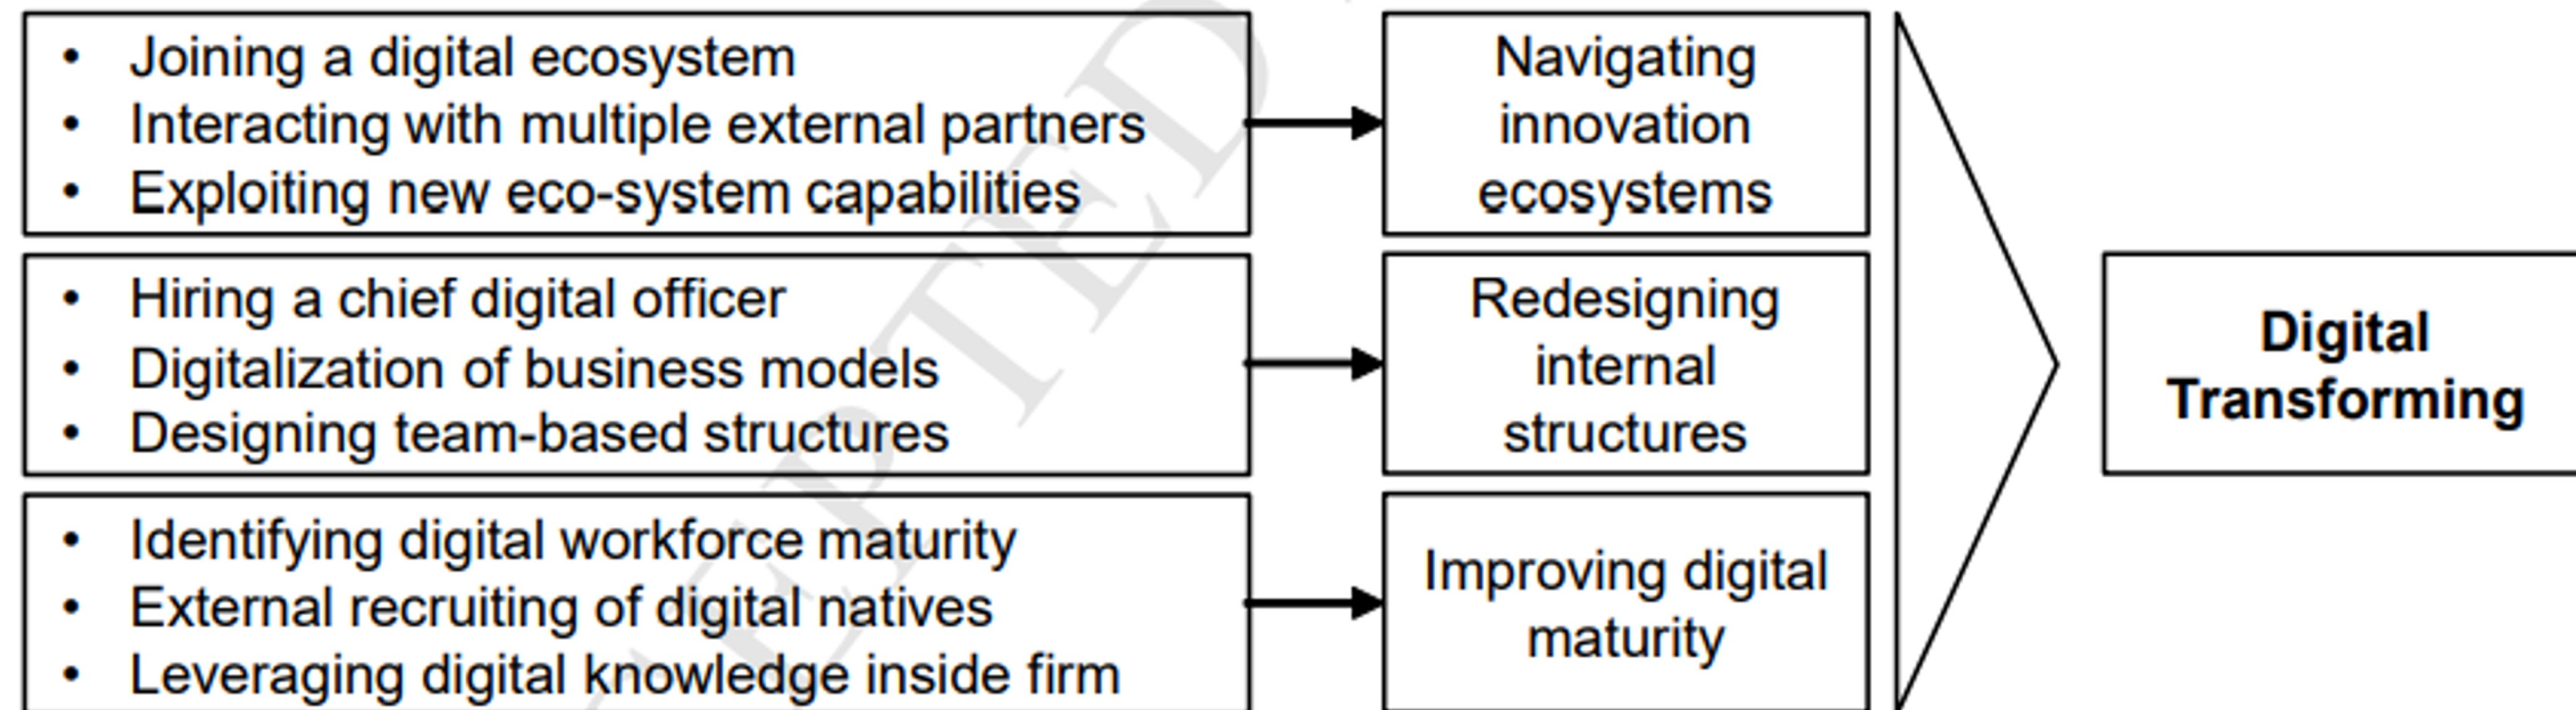 • Joining a digital ecosystem
• Interacting with multiple external partners
• Exploiting new eco-system capabilities
Navigating
innovation
ecosystems
• Hiring a chief digital officer
• Digitalization of business models
• Designing team-based structures
Redesigning
internal
structures
• Identifying digital workforce maturity
• External recruiting of digital natives
• Leveraging digital knowledge inside firm
Improving digital
maturity
Digital
Transforming
EPTED